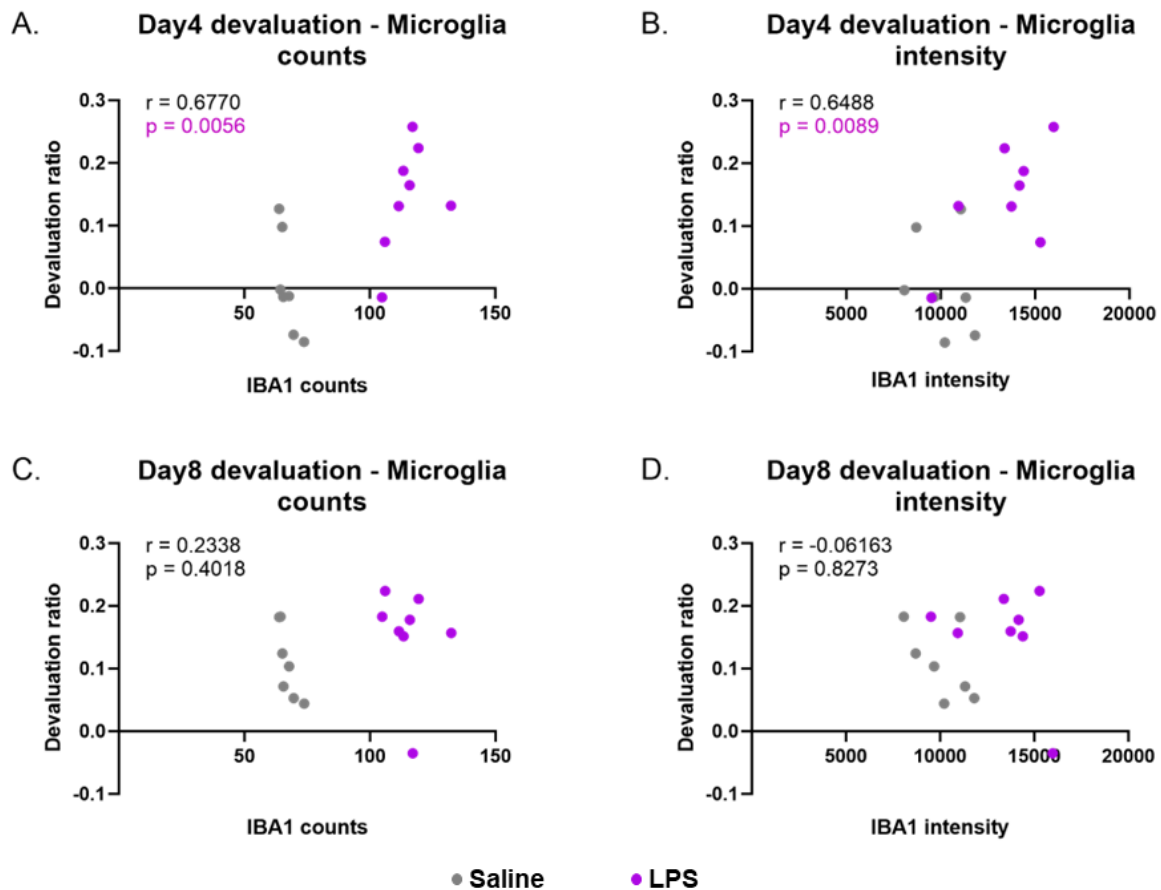 A.
Day4 devaluation - Microglia
counts
r = 0.6770
p = 0.0056
0.3
0.2
0.1
0.0
-0.1
Devaluation ratio
50
100
150
IBA1 counts
B.
Day4 devaluation - Microglia
intensity
r = 0.6488
p = 0.0089
0.3
0.2
0.1
0.0
-0.1
Devaluation ratio
5000
10000
15000
20000
IBA1 intensity
C.
Day8 devaluation - Microglia
counts
r = 0.2338
p = 0.4018
0.3
0.2
0.1
0.0
-0.1
Devaluation ratio
50
100
150
IBA1 counts
D.
Day8 devaluation - Microglia
intensity
r = -0.06163
p = 0.8273
0.3
0.2
0.1
0.0
-0.1
Devaluation ratio
5000
10000
15000
20000
IBA1 intensity
Saline
LPS